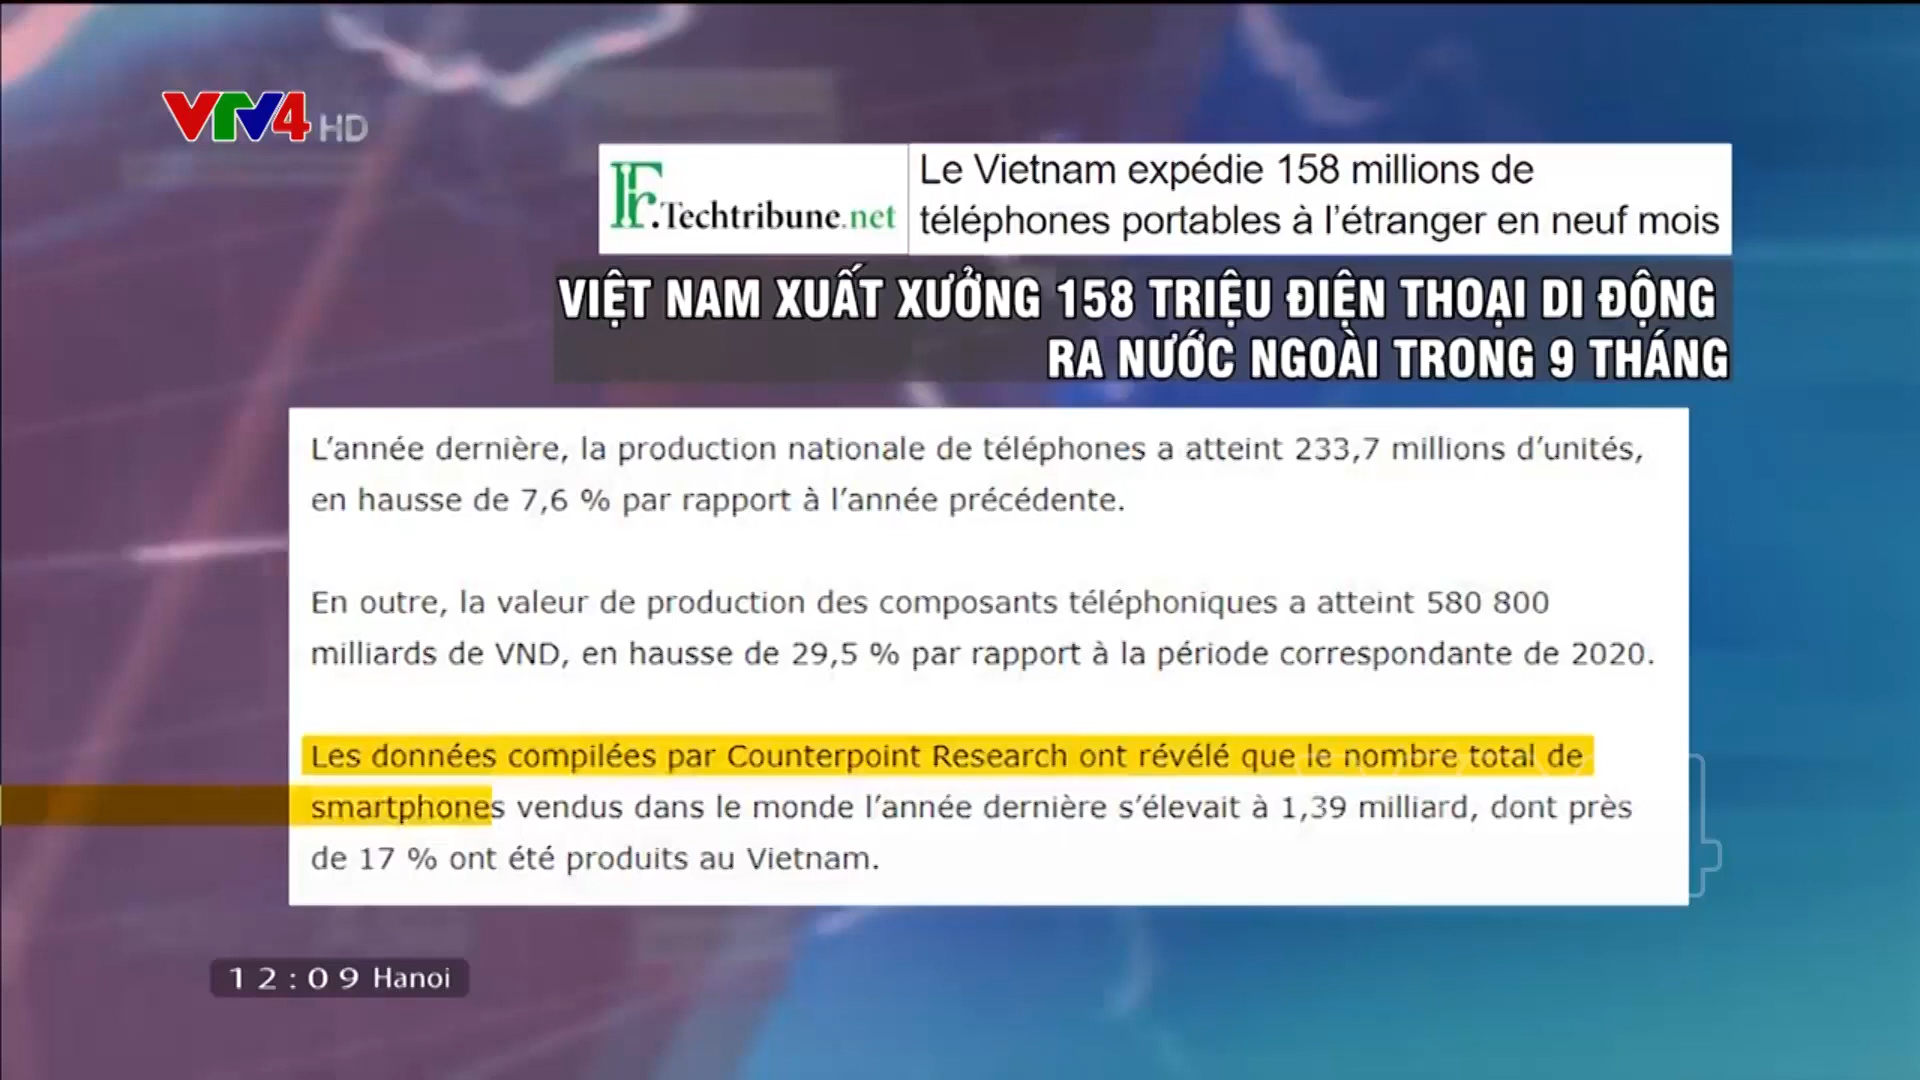 VTV4 HD
Fr.Techtribune.net
Le Vietnam expédie 158 millions de
téléphones portables à l’étranger en neuf mois
VIỆT NAM XUẤT XƯỞNG 158 TRIỆU ĐIỆN THOẠI DI ĐỘNG
RA NƯỚC NGOÀI TRONG 9 THÁNG
L’année dernière, la production nationale de téléphones a atteint 233,7 millions d’unités,
en hausse de 7,6 % par rapport à l’année précédente.
En outre, la valeur de production des composants téléphoniques a atteint 580 800
milliards de VND, en hausse de 29,5 % par rapport à la période correspondante de 2020.
Les données compilées par Counterpoint Research ont révélé que le nombre total de
smartphones vendus dans le monde l’année dernière s’élevait à 1,39 milliard, dont près
de 17 % ont été produits au Vietnam.
12:09 Hanoi